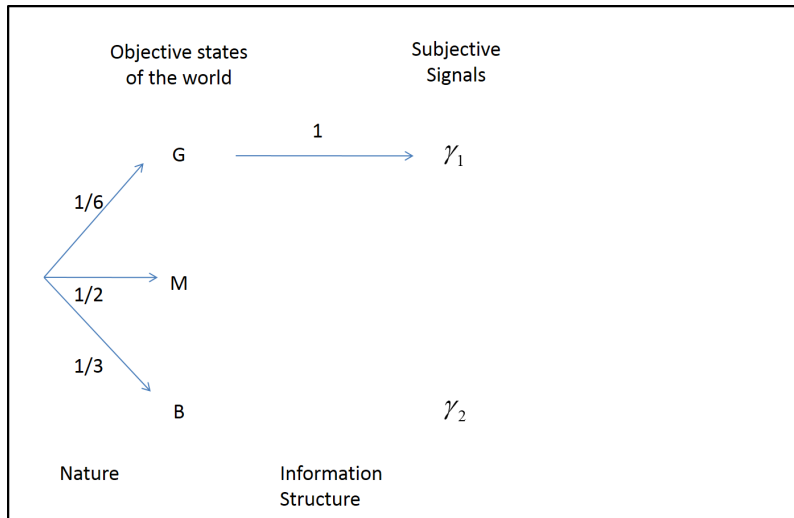 Objective states
of the world
Subjective
Signals
1
G
γ1
1/6
M
1/2
1/3
B
γ2
Nature
Information
Structure